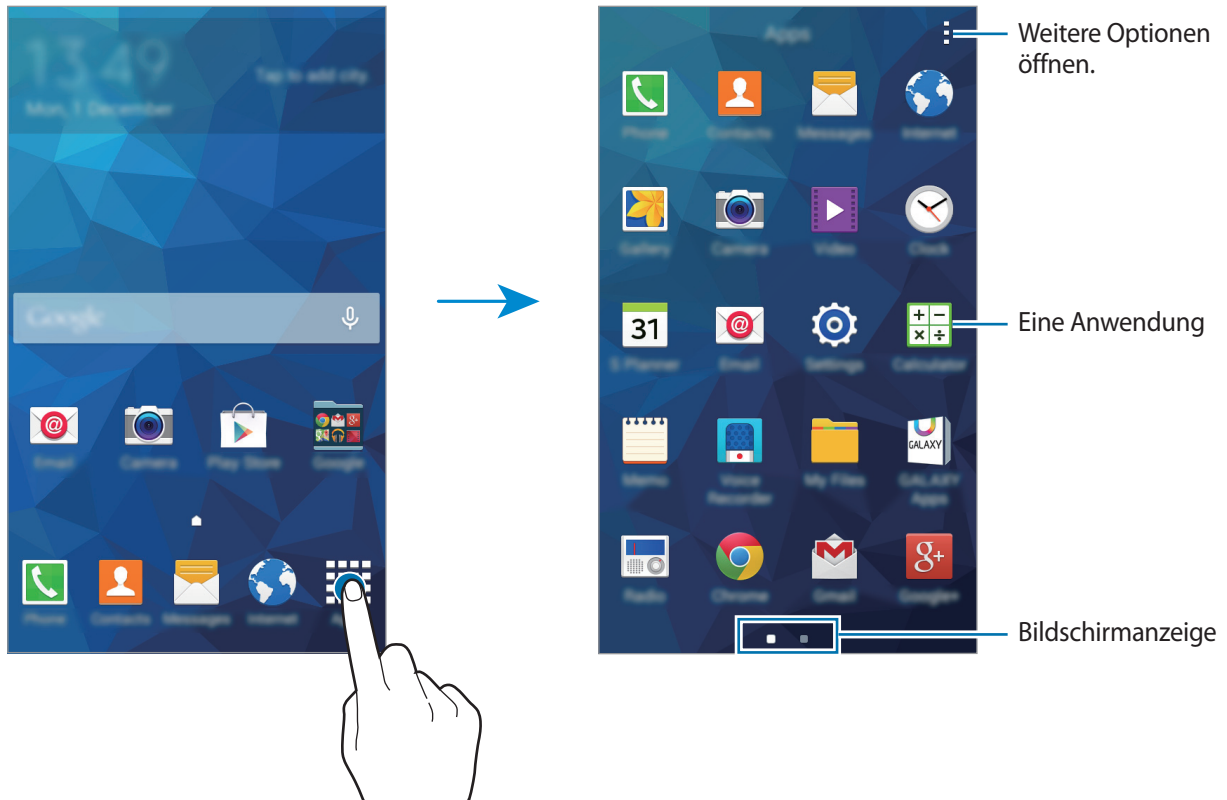 13:49
Tap to add city
Mon, 1 December
Google
Email
Camera
Play Store
Google
Phone
Contacts
Messages
Internet
Apps
Weitere Optionen
öffnen.
Phone
Contacts
Messages
Internet
Gallery
Camera
Video
Clock
31
S Planner
Email
Settings
Calculator
Eine Anwendung
Memo
Voice
Recorder
My Files
GALAXY
GALAXY
Apps
Radio
Chrome
Gmail
g+
Google+
Bildschirmanzeige